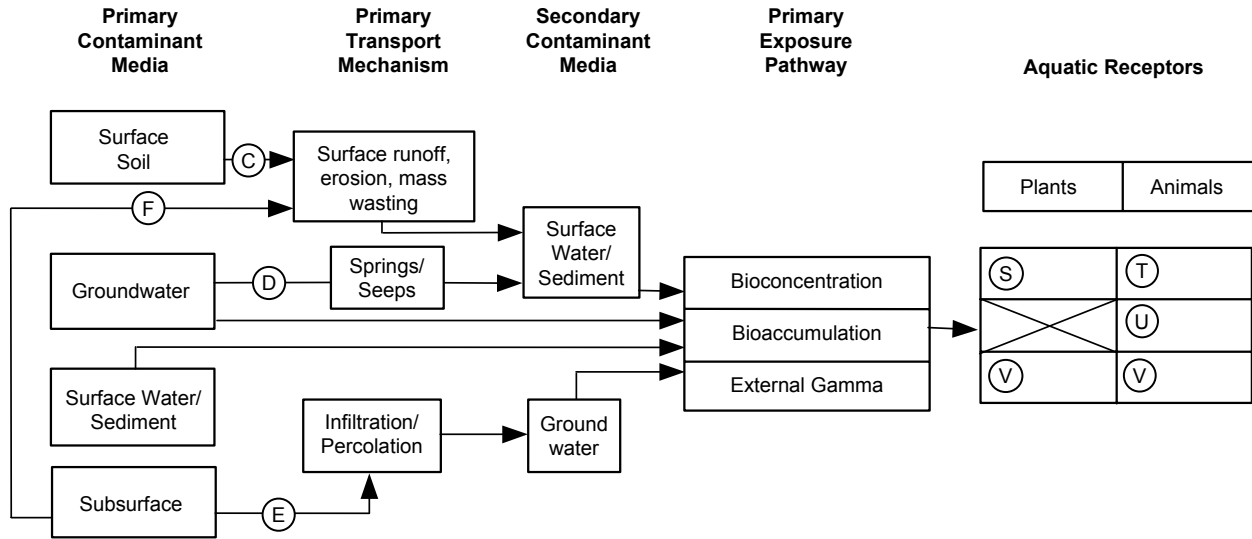 Primary
Contaminant
Media
Primary
Transport
Mechanism
Secondary
Contaminant
Media
Primary
Exposure
Pathway
Aquatic Receptors
Surface
Soil
C
Surface runoff,
erosion, mass
wasting
Plants
Animals
F
Surface
Water/
Sediment
Groundwater
D
Springs/
Seeps
Bioconcentration
S
T
Bioaccumulation
U
External Gamma
V
V
Surface Water/
Sediment
Infiltration/
Percolation
Ground
water
Subsurface
E